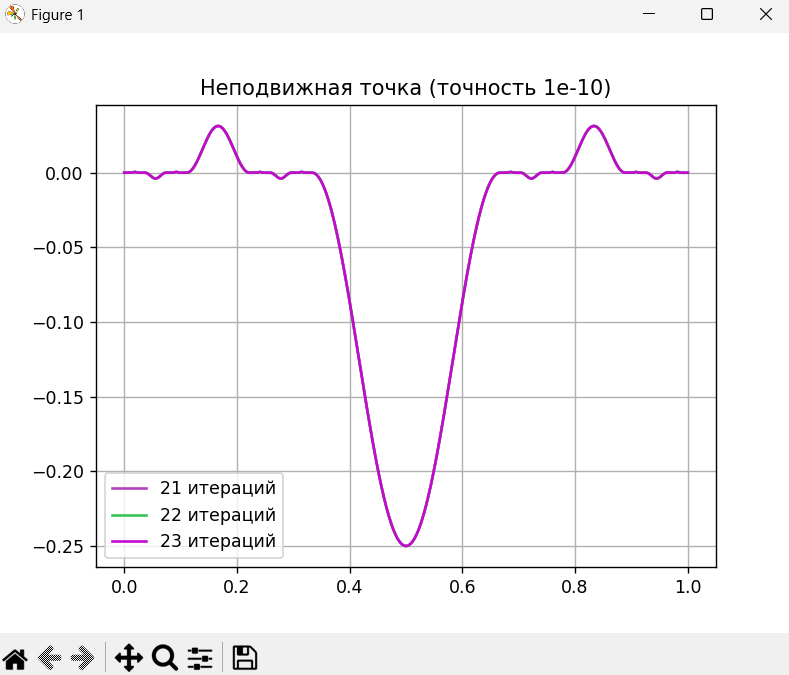 Figure 1
Неподвижная точка (точность 1e-10)
0.00
−0.05
−0.10
−0.15
−0.20
−0.25
21 итераций
22 итераций
23 итераций
0.0 0.2 0.4 0.6 0.8 1.0